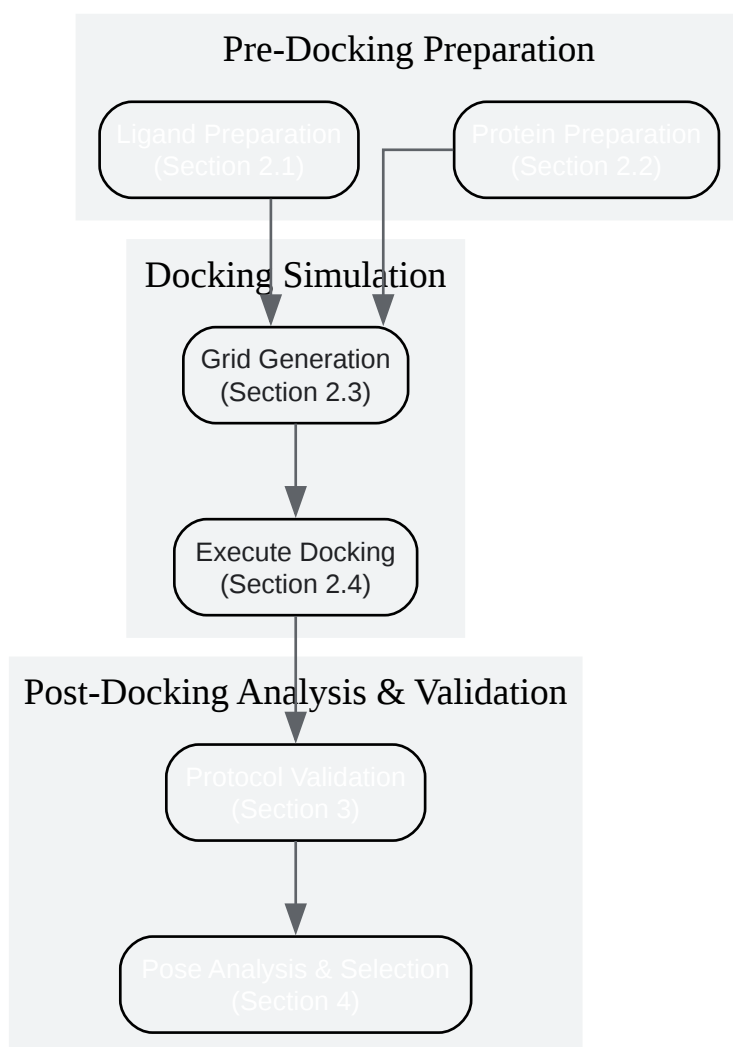 Pre-Docking Preparation
Ligand Preparation
(Section 2.1)
Protein Preparation
(Section 2.2)
Docking Simulation
Grid Generation
(Section 2.3)
Execute Docking
(Section 2.4)
Post-Docking Analysis & Validation
Protocol Validation
(Section 3)
Pose Analysis & Selection
(Section 4)